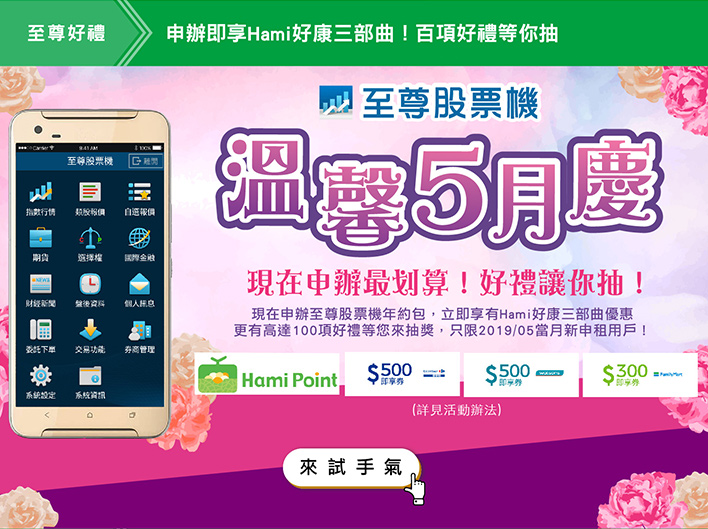 至尊好禮
申辦即享Hami好康三部曲！百項好禮等你抽
至尊股票機
溫馨5月慶
現在申辦最划算！好禮讓你抽！
現在申辦至尊股票機年約包，立即享有Hami好康三部曲優惠
更有高達100項好禮等您來抽獎，只限2019/05當月新申租用戶！
Hami Point
$500
即享券
$500
即享券
watsons
$300
即享券
FamilyMart
(詳見活動辦法)
來試手氣
Carrier
8:41 AM
100%
至尊股票機
離開
指數行情
類股報價
自選報價
期貨
選擇權
國際金融
NEWS
財經新聞
盤後資料
個人訊息
委託下單
交易功能
券商管理
系統設定
系統資訊